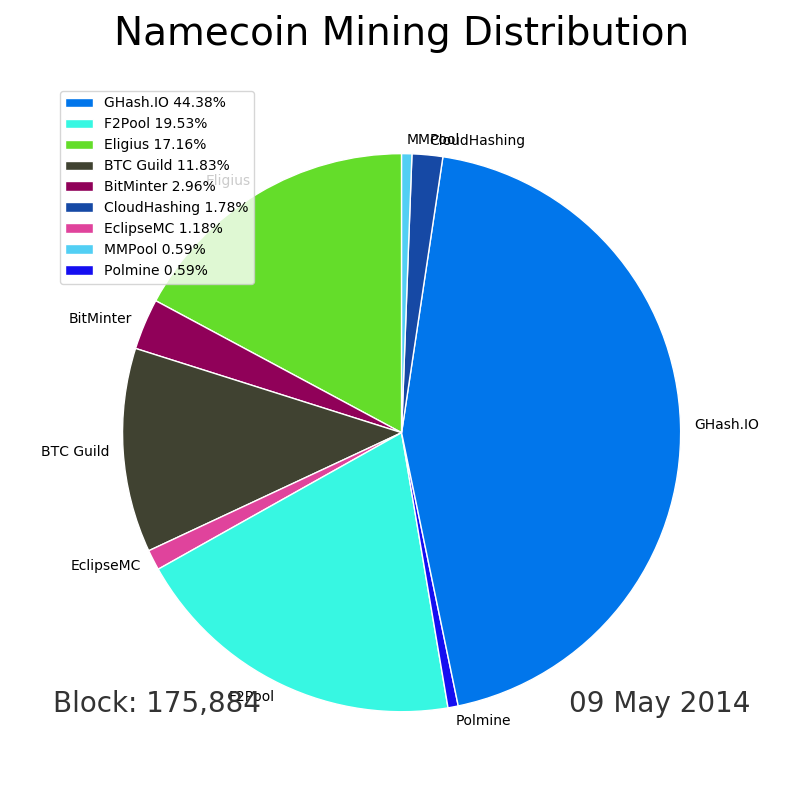 Namecoin Mining Distribution
GHash.IO 44.38%
F2Pool 19.53%
Eligius 17.16%
BTC Guild 11.83%
BitMinter 2.96%
CloudHashing 1.78%
EclipseMC 1.18%
MMPool 0.59%
Polmine 0.59%
MMPool
CloudHashing
Eligius
BitMinter
GHash.IO
BTC Guild
EclipseMC
F2Pool
Polmine
Block: 175,884
09 May 2014